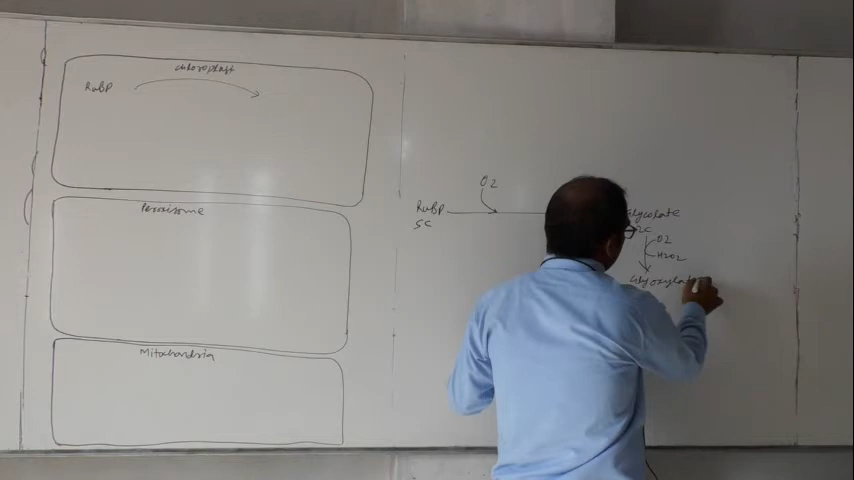 chloroplast
RuBP
Peroxisome
Mitochondria
O2
RuBP
5C
Glycolate
2C
O2
H2O2
Glyoxylate